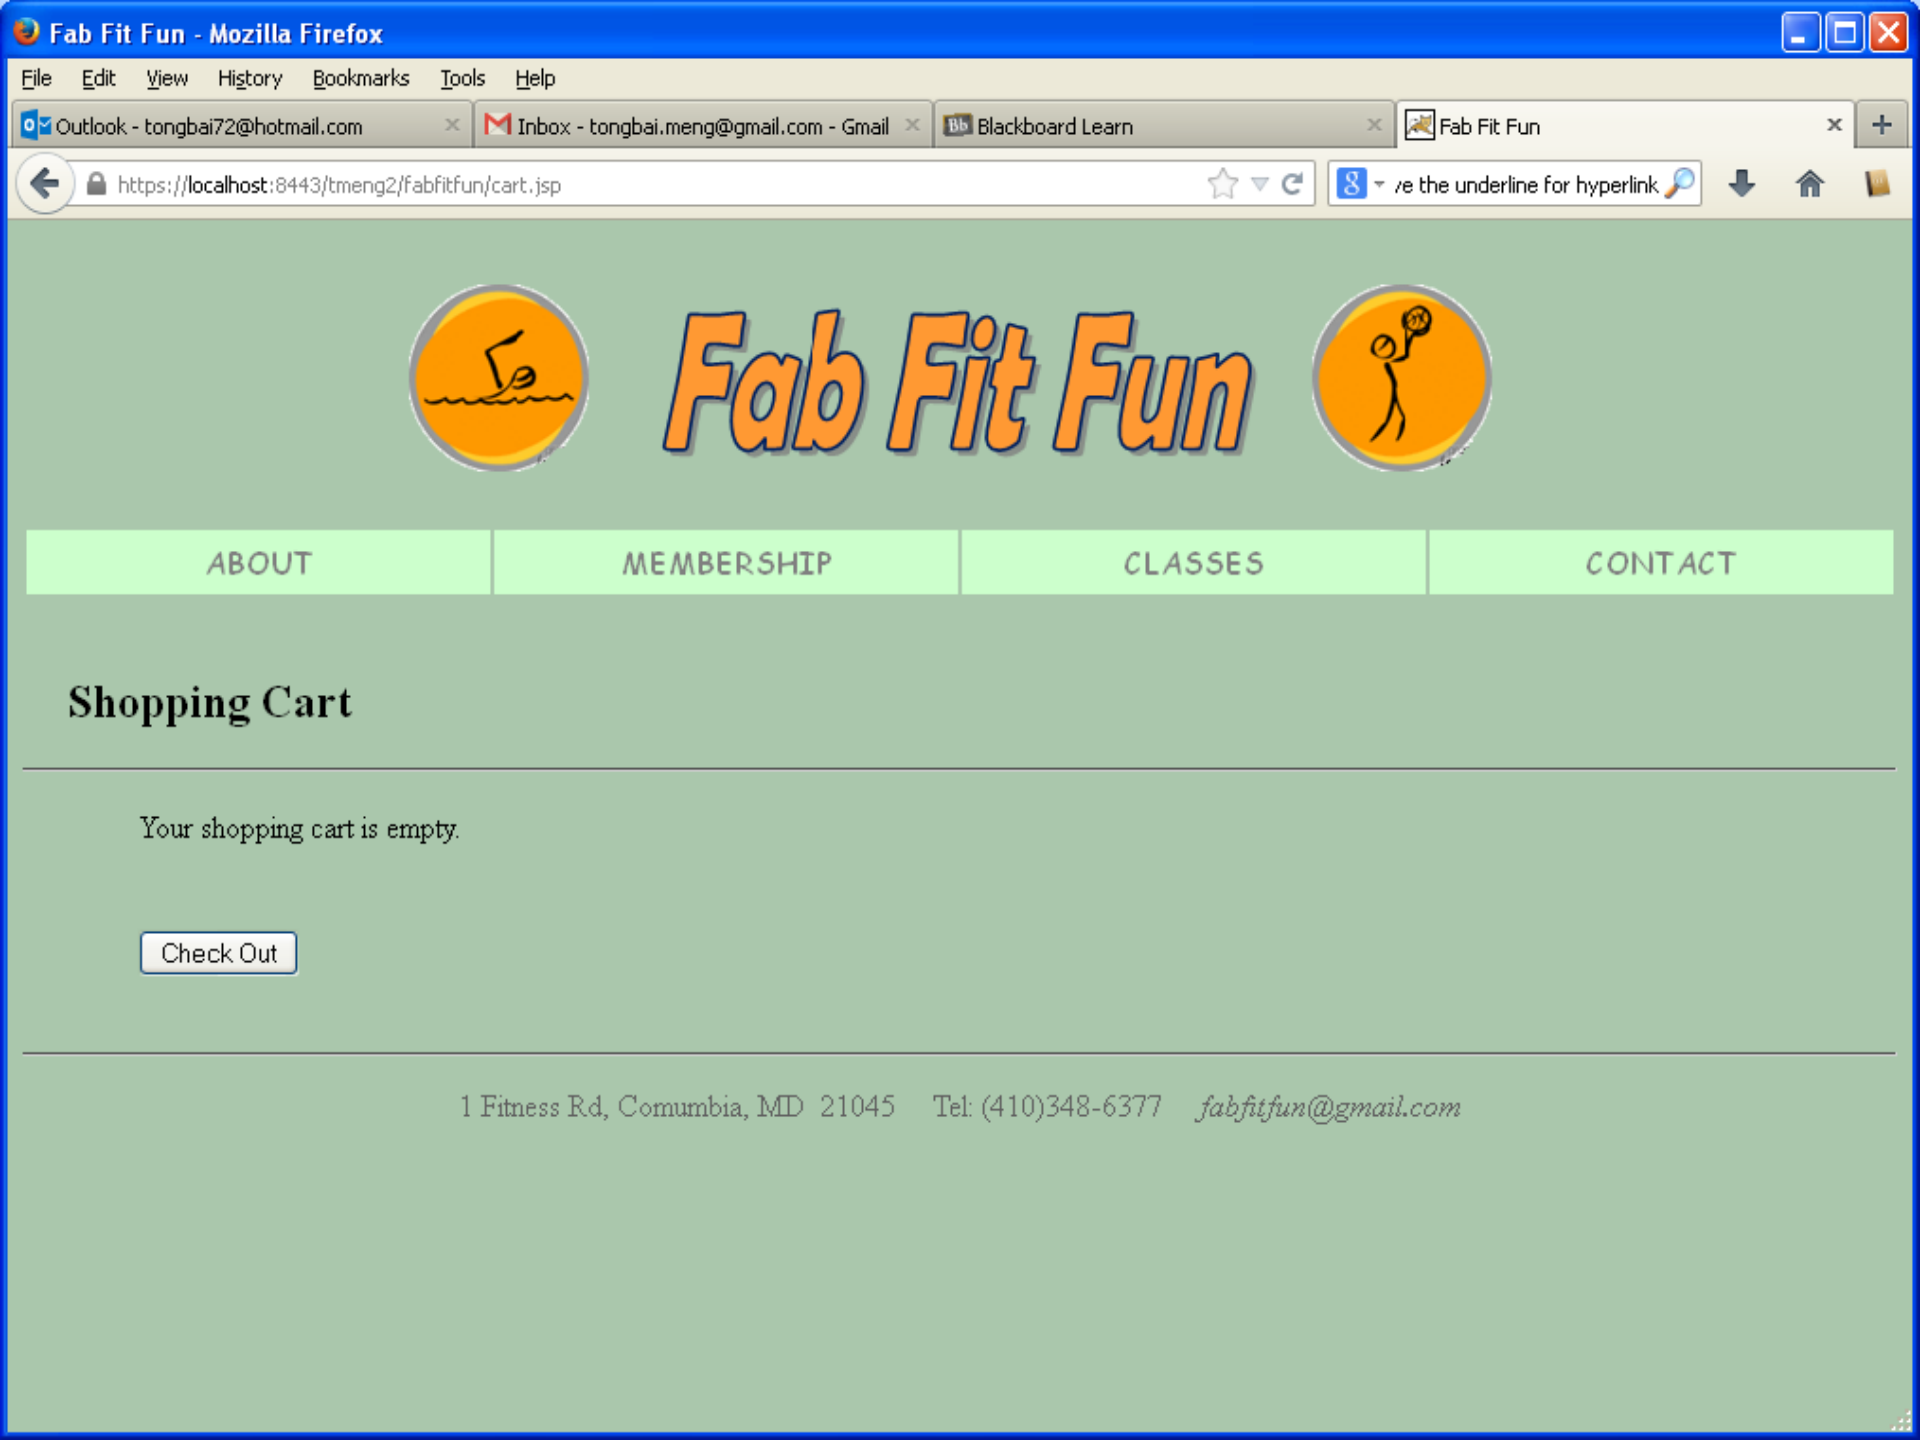 Fab Fit Fun - Mozilla Firefox
File Edit View History Bookmarks Tools Help
Outlook - tongbai72@hotmail.com
Inbox - tongbai.meng@gmail.com - Gmail
Blackboard Learn
Fab Fit Fun
https://localhost:8443/tmeng2/fabfitfun/cart.jsp
the underline for hyperlink
Fab Fit Fun
ABOUT
MEMBERSHIP
CLASSES
CONTACT
Shopping Cart
Your shopping cart is empty.
Check Out
1 Fitness Rd, Comumbia, MD 21045 Tel: (410)348-6377 fabfitfun@gmail.com